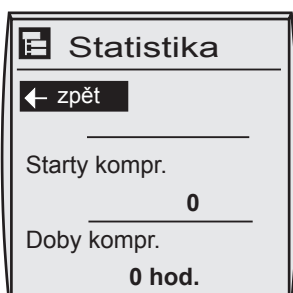 Statistika
← zpět
Starty kompr.
0
Doby kompr.
0 hod.